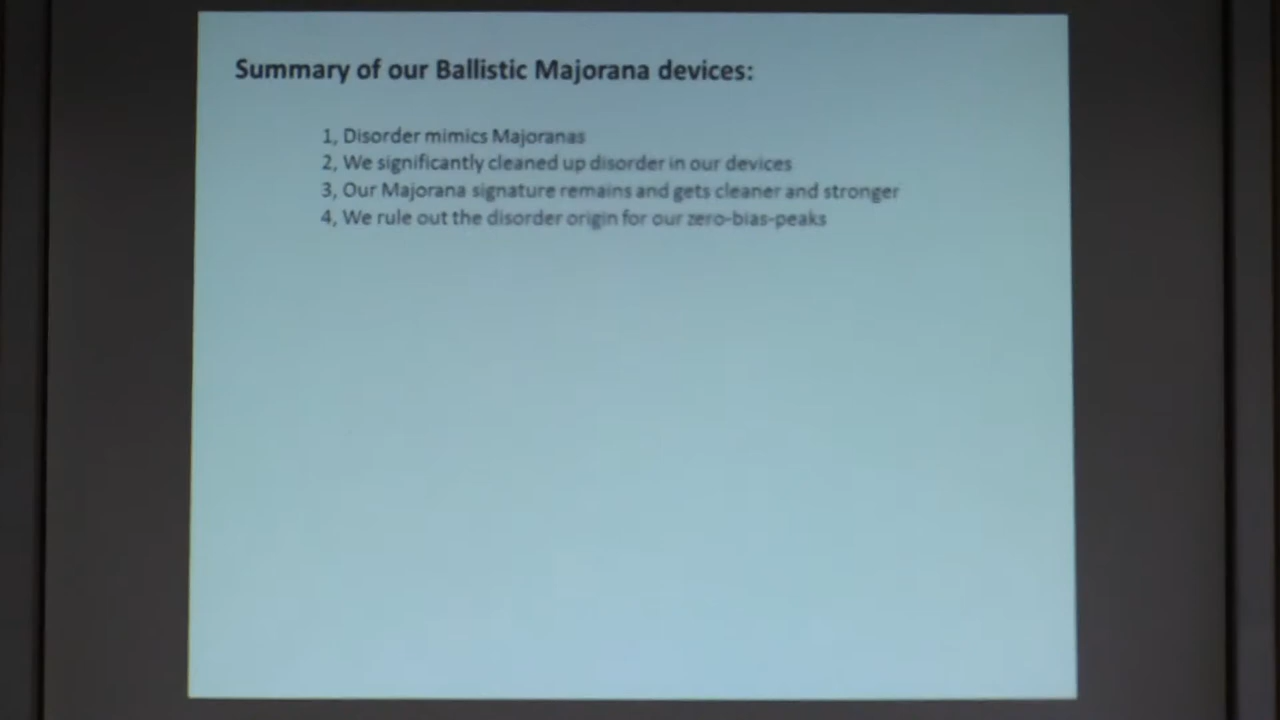 Summary of our Ballistic Majorana devices:
1, Disorder mimics Majoranas
2, We significantly cleaned up disorder in our devices
3, Our Majorana signature remains and gets cleaner and stronger
4, We rule out the disorder origin for our zero-bias-peaks